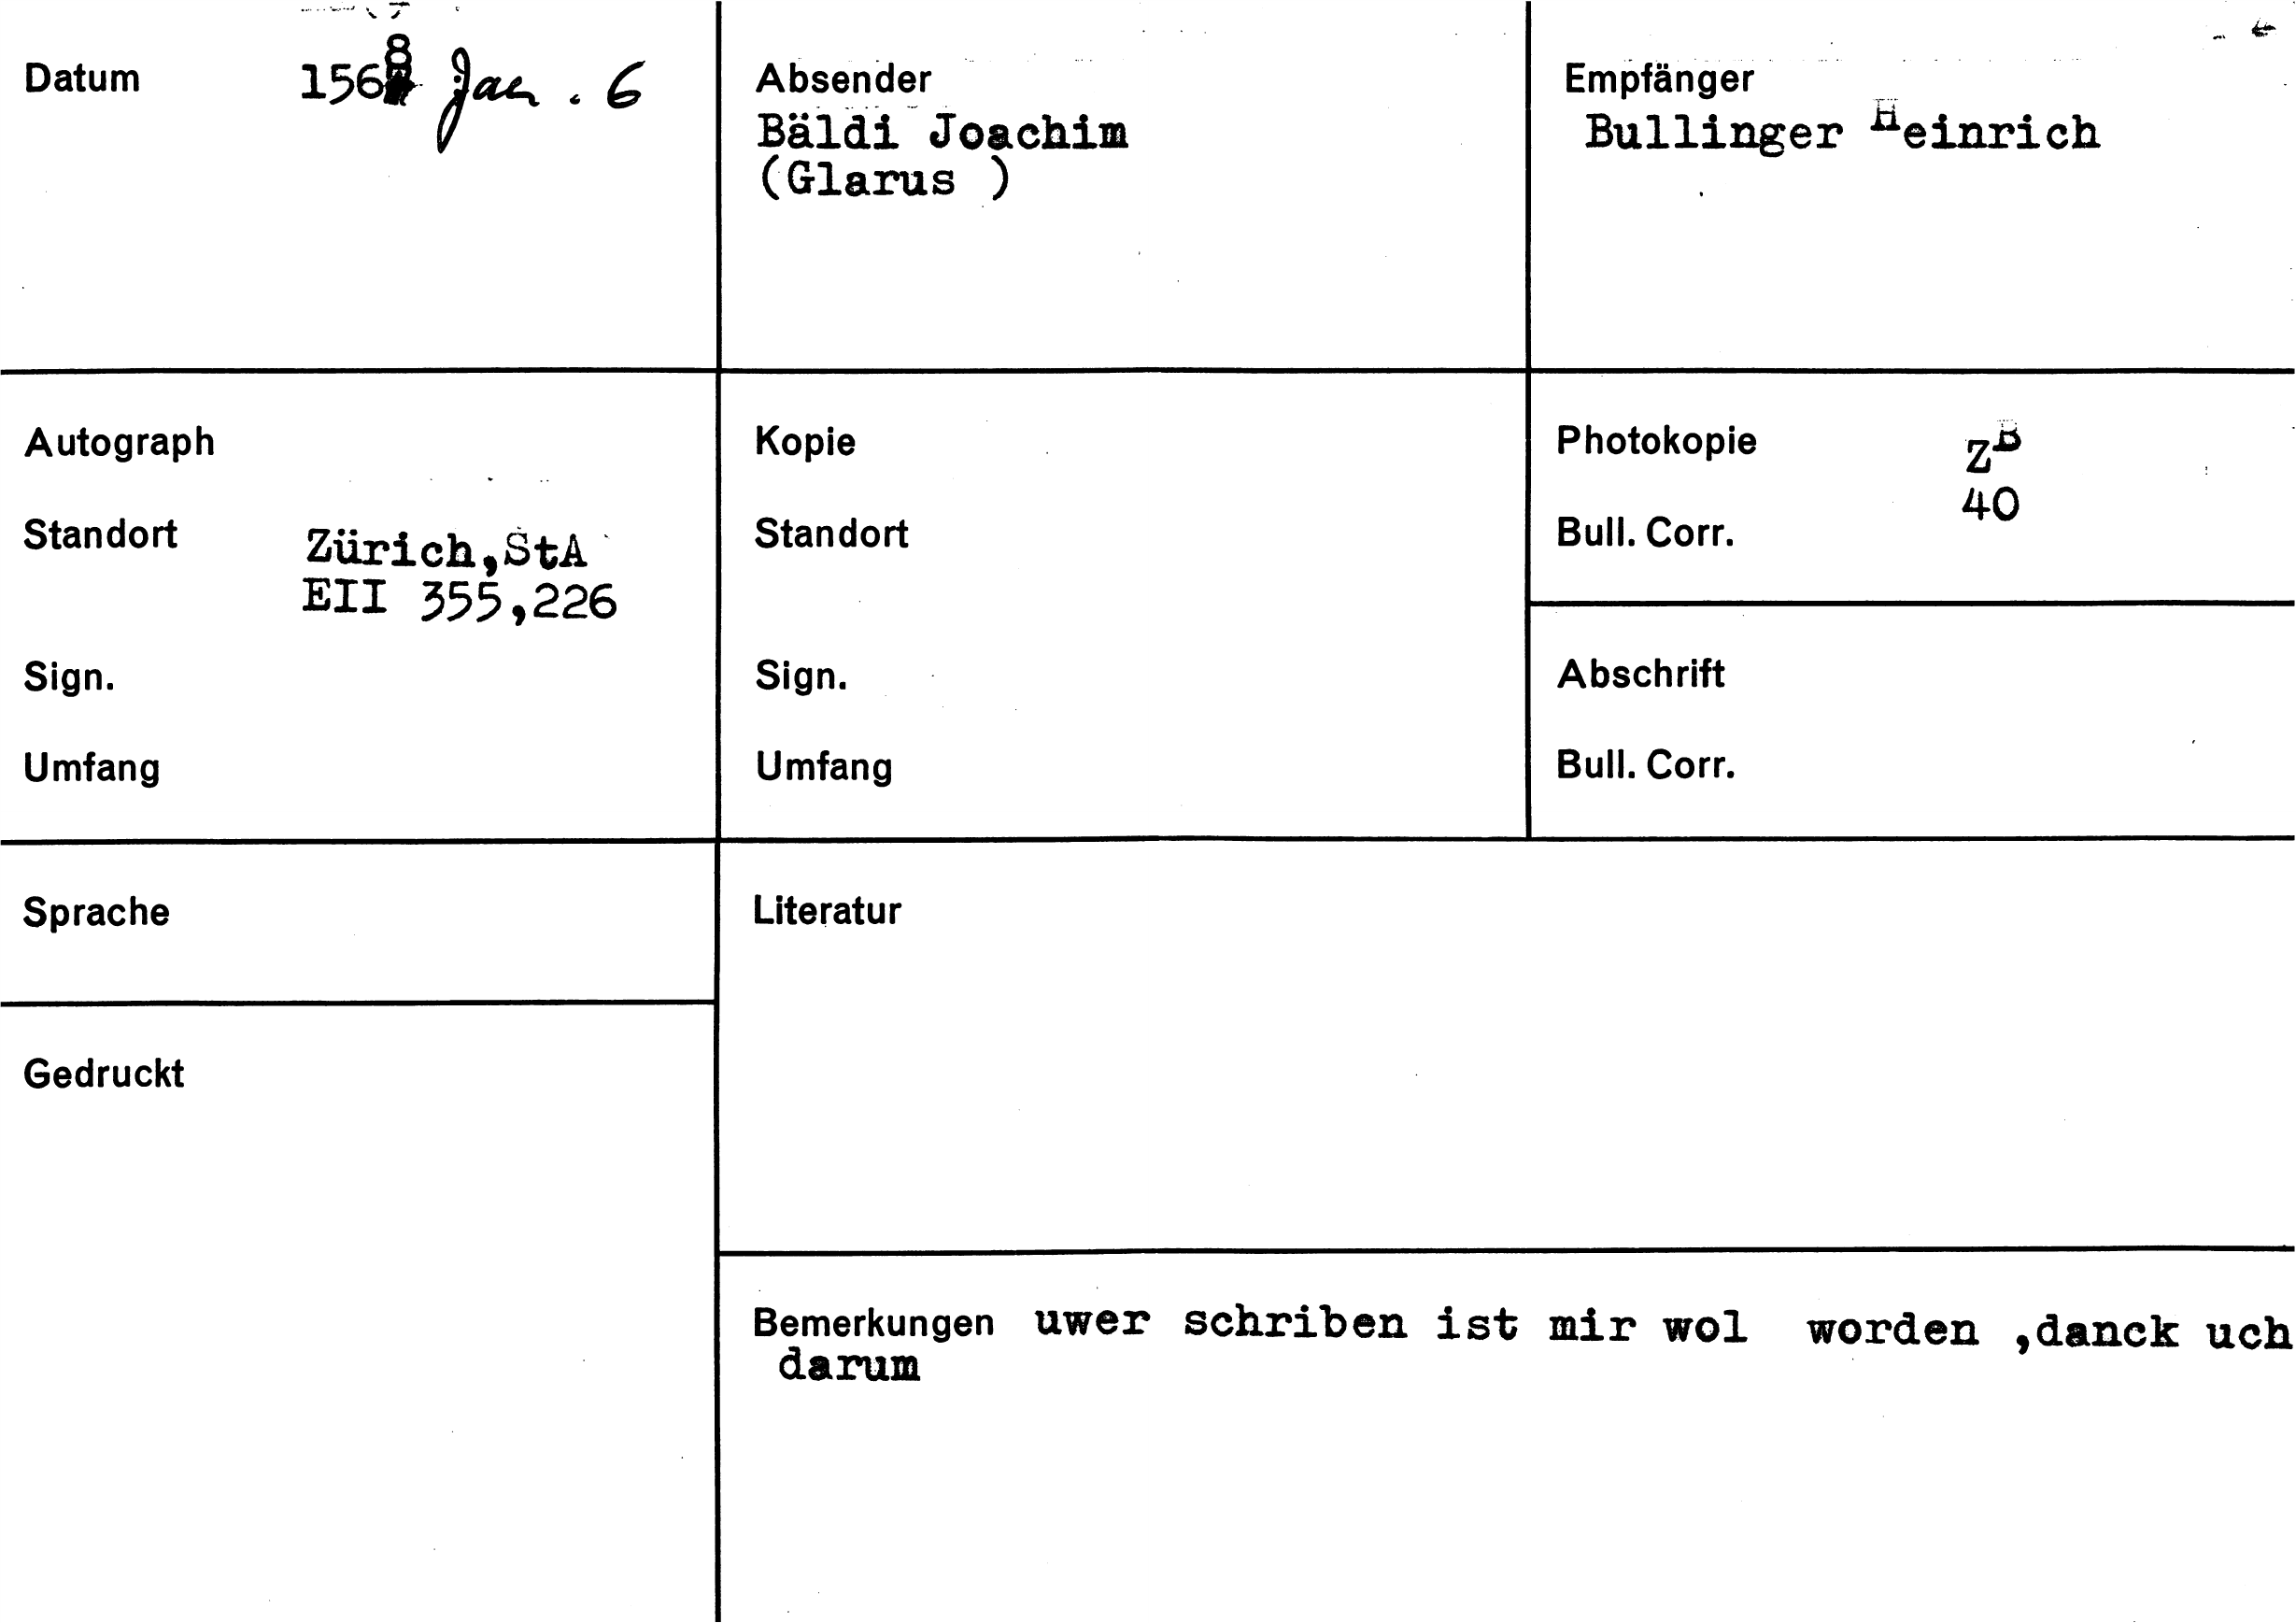 Datum 1568 Jan. 6
Absender
Bäldi Joachim
(Glarus )
Empfänger
Bullinger Heinrich
Autograph
Standort Zürich,StA
EII 355,226
Sign.
Umfang
Kopie
Standort
Sign.
Umfang
Photokopie ZB
Bull. Corr. 40
Abschrift
Bull. Corr.
Sprache
Literatur
Gedruckt
Bemerkungen uwer schriben ist mir wol worden ,danck uch
darum